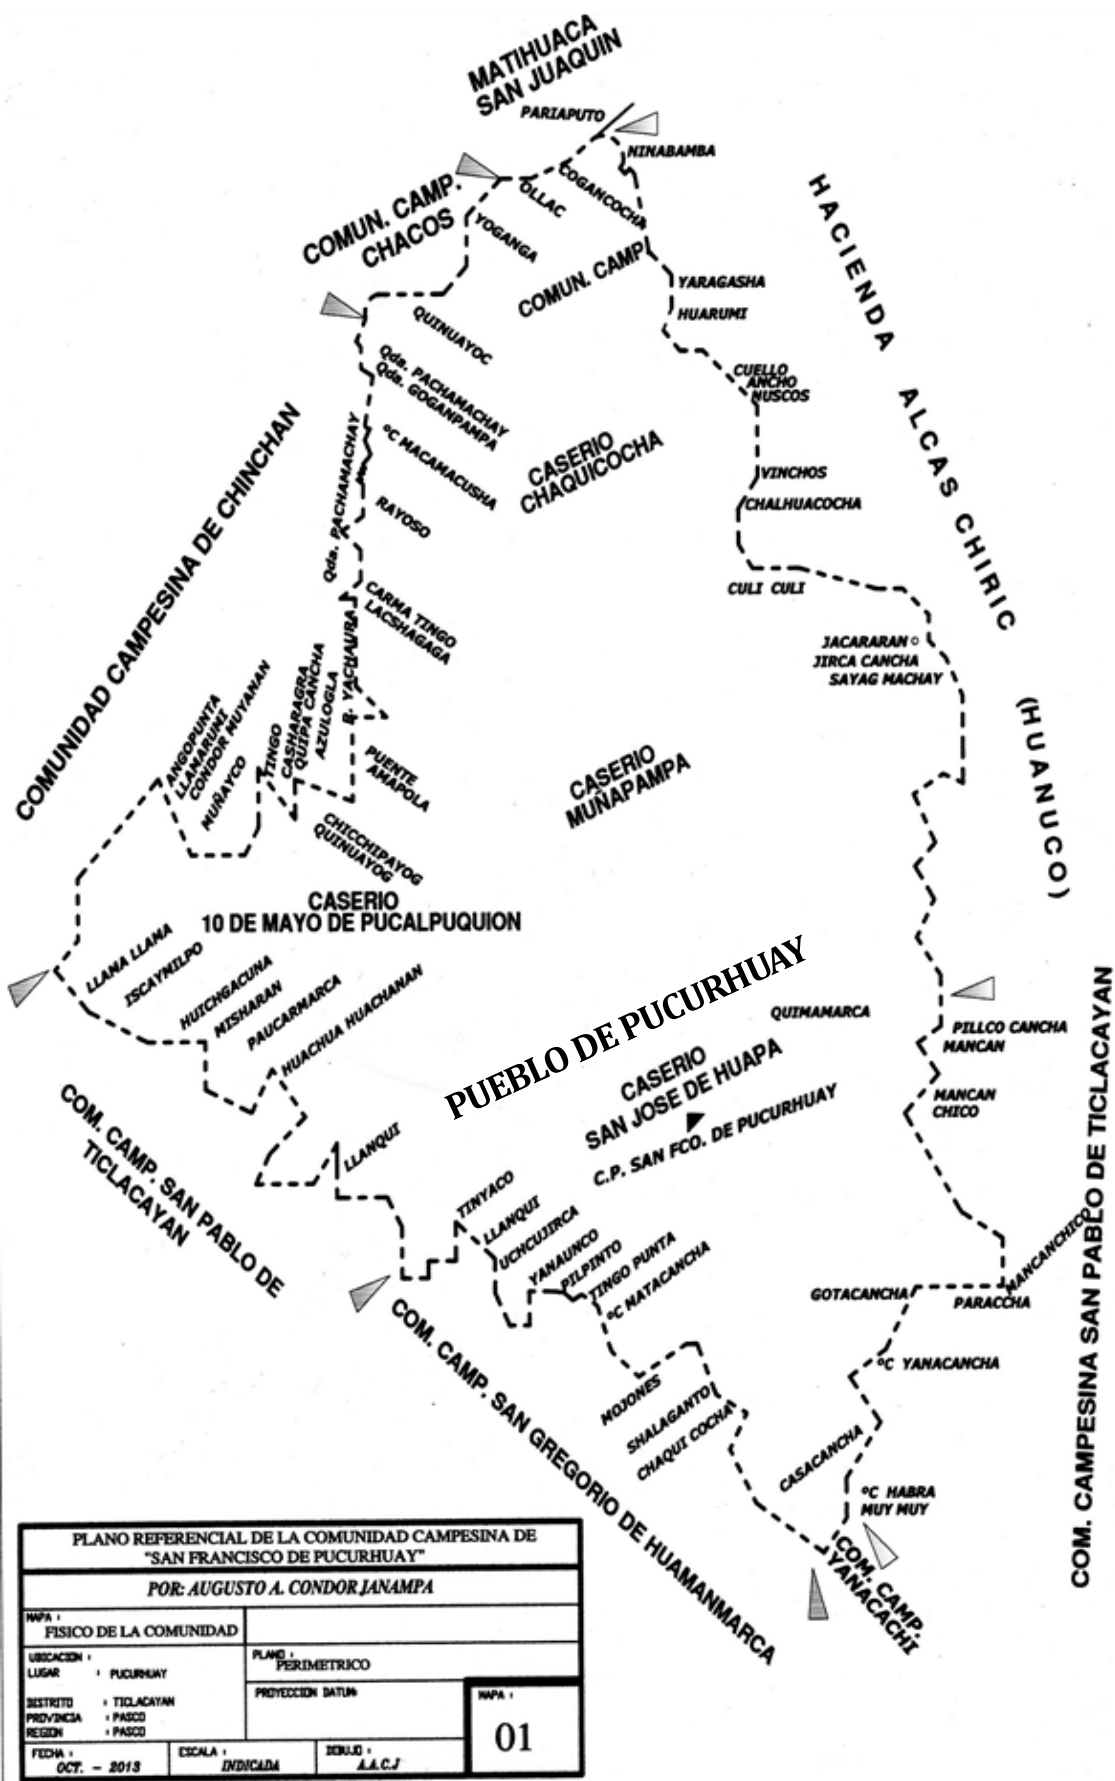 MATIHUACA
SAN JUAQUIN
PARIAPUTO
NINABAMBA
COGANCOCHA
OLLAC
YOGANGA
COMUN. CAMP.
CHACOS
COMUN. CAMP
YARAGASHA
HUARUMI
HACIENDA ALCAS CHIRIC
(HUANUCO)
QUINUAYOC
Qda. PACHAMACHAY
Qda. GOGANPAMPA
CUELLO
ANCHO
NUSCOS
°C MACAMACUSHA
CASERIO
CHAQUICOCHA
VINCHOS
CHALHUACOCHA
RAYOSO
Qda. PACHAMACHAY
COMUNIDAD CAMPESINA DE CHINCHAN
CULI CULI
CARMA TINGO
LACSHAGAGA
R. YACUAURA
JACARARAN
JIRCA CANCHA
SAYAG MACHAY
ANGOPUNTA
LLAMARUMI
CONDOR MUYANAN
MUÑAYCO
TINGO
CASHARAGRA
QUIPA CANCHA
AZULOGLA
PUENTE
AMAPOLA
CASERIO
MUÑAPAMPA
CHICCHIPAYOG
QUINUAYOG
CASERIO
10 DE MAYO DE PUCALPUQUION
LLAMA LLAMA
ISCAYNILPO
HUICHGACUNA
MISHARAN
PAUCARMARCA
HUACHUA HUACHANAN
PUEBLO DE PUCURHUAY
QUIMAMARCA
PILLCO CANCHA
MANCAN
CASERIO
SAN JOSE DE HUAPA
C.P. SAN FCO. DE PUCURHUAY
MANCAN
CHICO
COM. CAMP. SAN PABLO DE
TICLACAYAN
LLANQUI
TINYACO
LLANQUI
UCHCUJIRCA
YANAUNCO
PILPINTO
TINGO PUNTA
°C MATACANCHA
COM. CAMPESINA SAN PABLO DE TICLACAYAN
MANCANCHICO
GOTACANCHA
PARACCHA
°C YANACANCHA
COM. CAMP. SAN GREGORIO DE HUAMANMARCA
MOJONES
SHALAGANTO
CHAQUI COCHA
CASACANCHA
°C HABRA
MUY MUY
COM. CAMP.
YANACACHI
PLANO REFERENCIAL DE LA COMUNIDAD CAMPESINA DE
"SAN FRANCISCO DE PUCURHUAY"
POR: AUGUSTO A. CONDOR JANAMPA
MAPA :
FISICO DE LA COMUNIDAD
UBICACION :
LUGAR : PUCURHUAY
DISTRITO : TICLACAYAN
PROVINCIA : PASCO
REGION : PASCO
PLANO :
PERIMETRICO
PROYECCION DATUM:
MAPA :
01
FECHA :
OCT. - 2013
ESCALA :
INDICADA
DIBUJO :
A.A.C.J